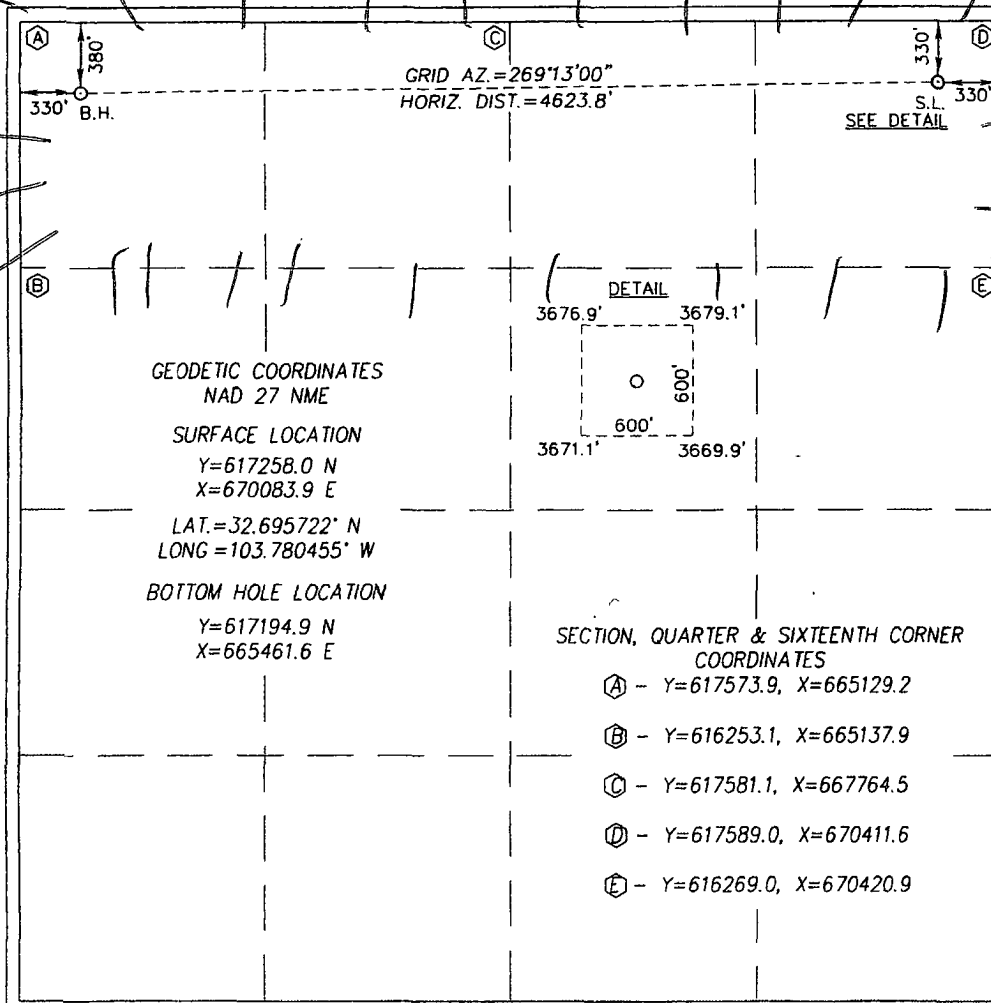 A
C
D
380'
330'
GRID AZ.=269°13'00"
HORIZ. DIST.=4623.8'
330'
B.H.
S.L.
330'
SEE DETAIL
B
E
DETAIL
3676.9'
3679.1'
600'
600'
3671.1'
3669.9'
GEODETIC COORDINATES
NAD 27 NME
SURFACE LOCATION
Y=617258.0 N
X=670083.9 E
LAT.=32.695722° N
LONG=103.780455° W
BOTTOM HOLE LOCATION
Y=617194.9 N
X=665461.6 E
SECTION, QUARTER & SIXTEENTH CORNER
COORDINATES
A - Y=617573.9, X=665129.2
B - Y=616253.1, X=665137.9
C - Y=617581.1, X=667764.5
D - Y=617589.0, X=670411.6
E - Y=616269.0, X=670420.9